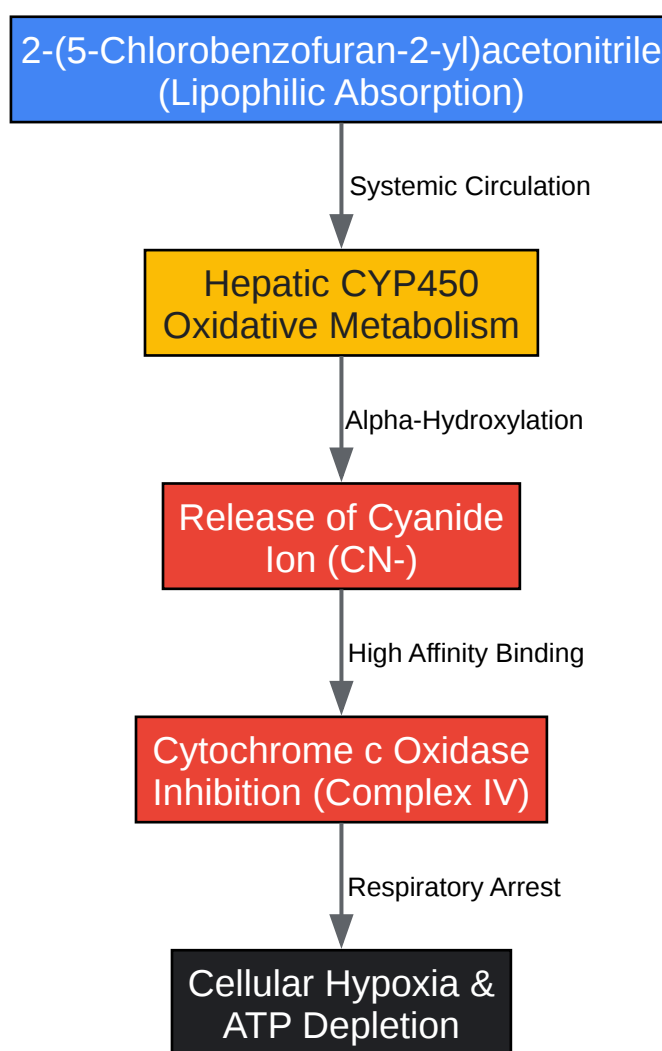 2-(5-Chlorobenzofuran-2-yl)acetonitrile
(Lipophilic Absorption)
Systemic Circulation
Hepatic CYP450
Oxidative Metabolism
Alpha-Hydroxylation
Release of Cyanide
Ion (CN-)
High Affinity Binding
Cytochrome c Oxidase
Inhibition (Complex IV)
Respiratory Arrest
Cellular Hypoxia &
ATP Depletion